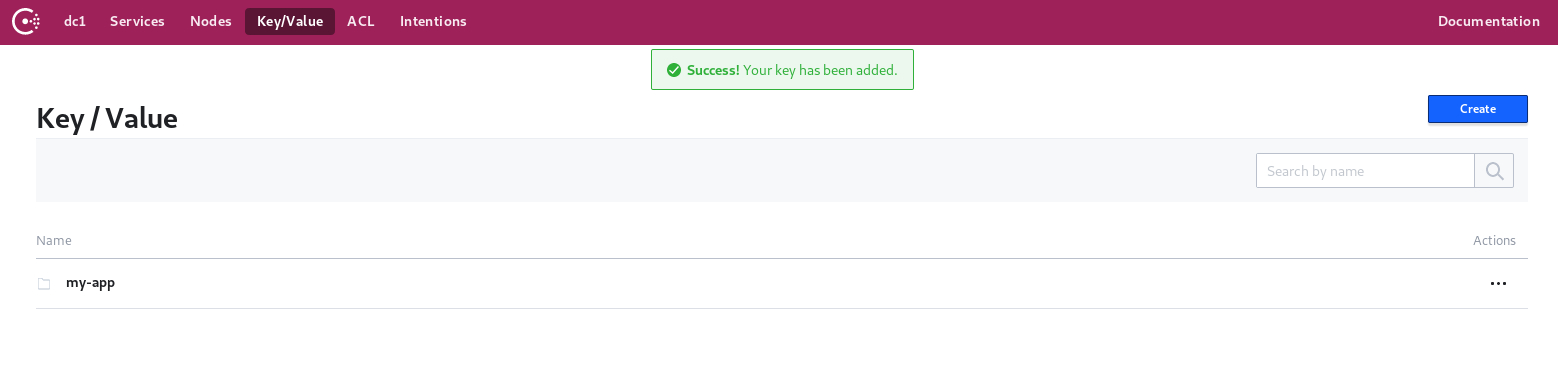 dc1 Services Nodes Key/Value ACL Intentions Documentation
Success! Your key has been added.
Key / Value
Create
Search by name
Name Actions
my-app